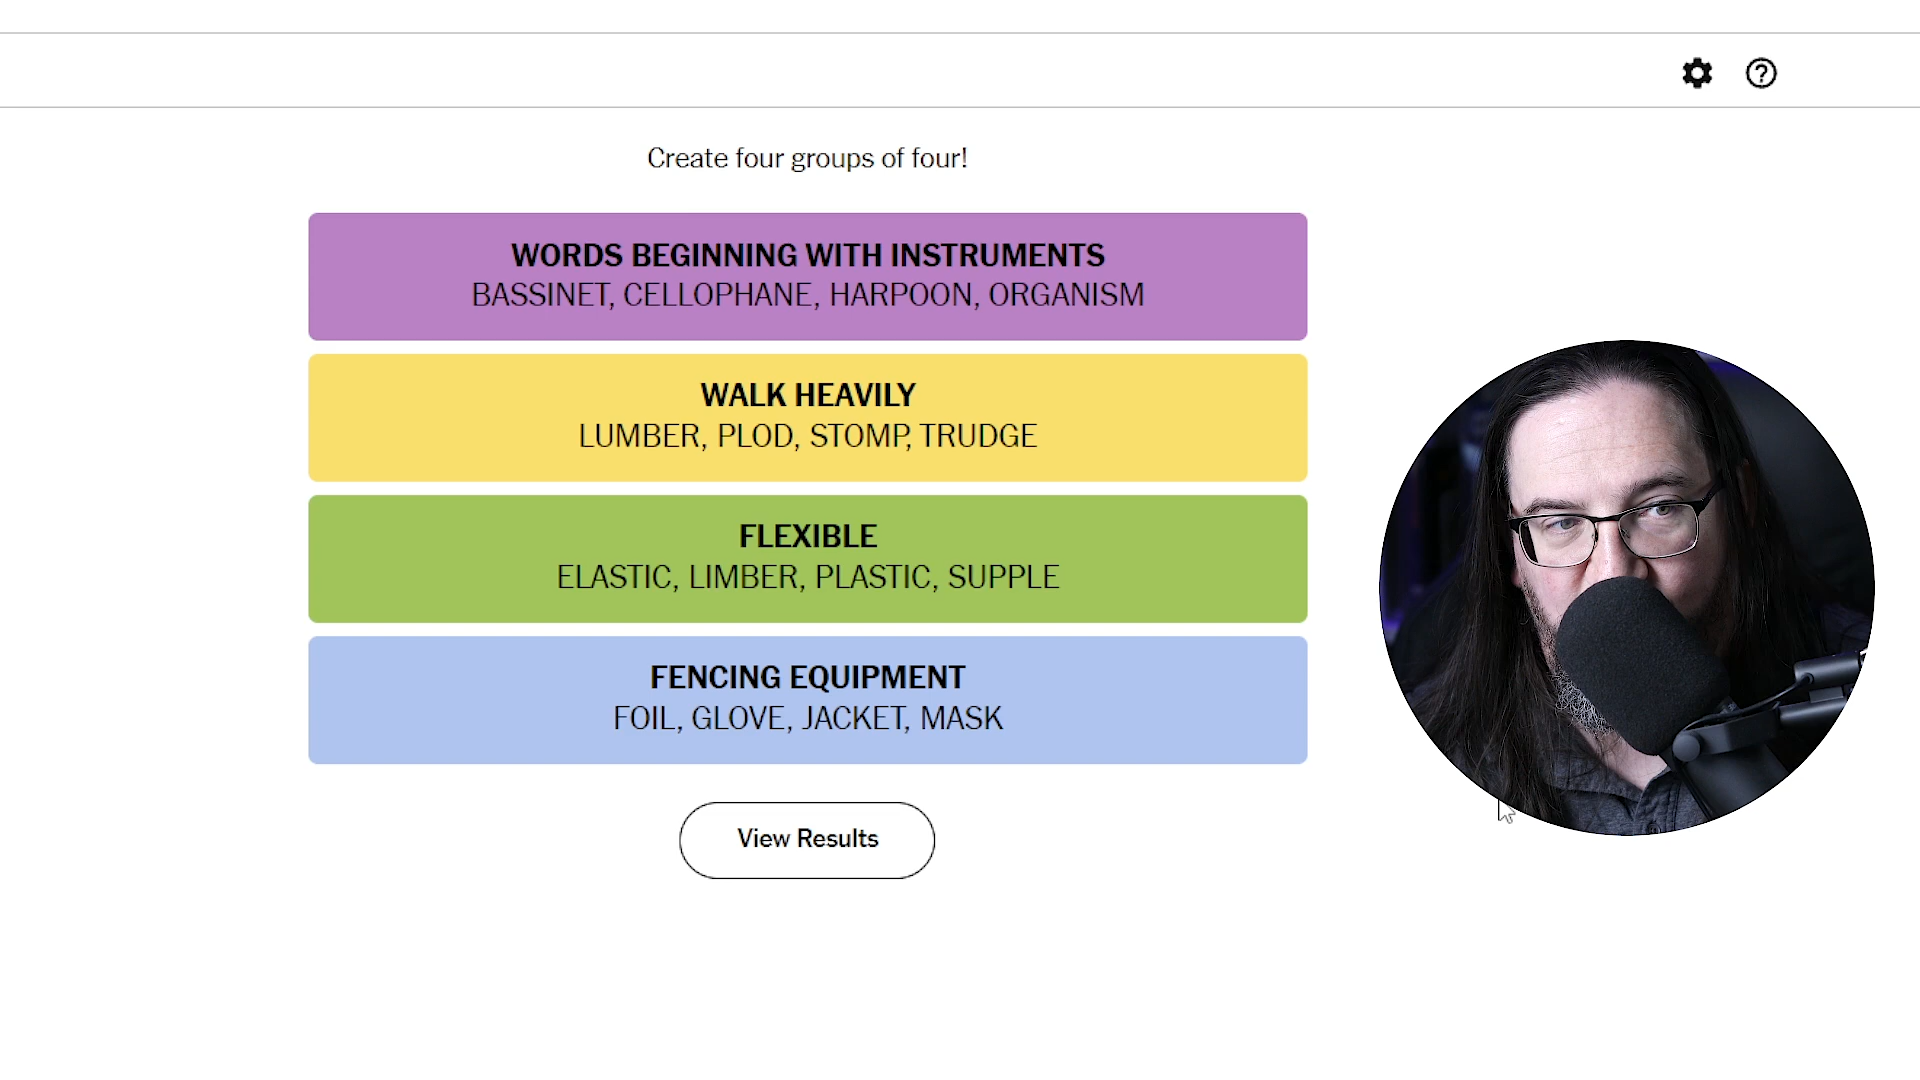 Create four groups of four!
WORDS BEGINNING WITH INSTRUMENTS
BASSINET, CELLOPHANE, HARPOON, ORGANISM
WALK HEAVILY
LUMBER, PLOD, STOMP, TRUDGE
FLEXIBLE
ELASTIC, LIMBER, PLASTIC, SUPPLE
FENCING EQUIPMENT
FOIL, GLOVE, JACKET, MASK
View Results